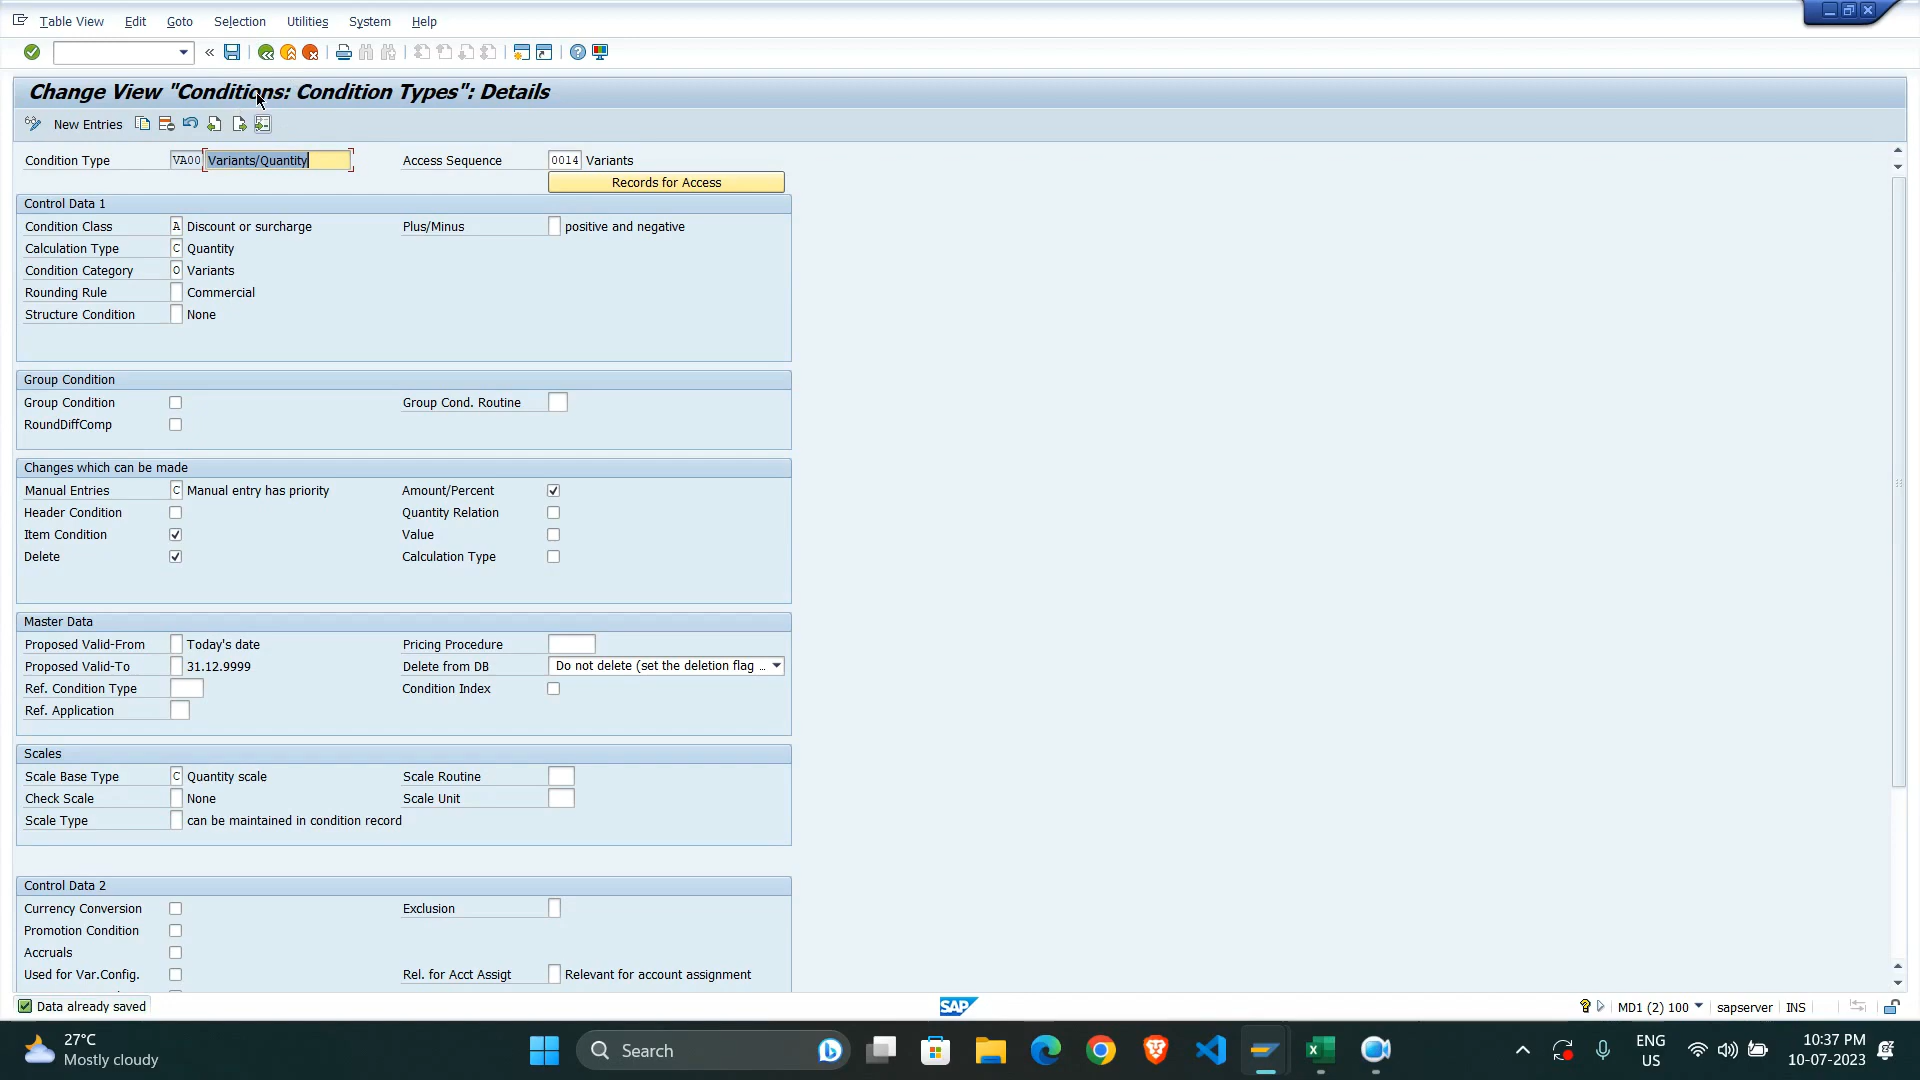 Table View Edit Goto Selection Utilities System Help
Change View "Conditions: Condition Types": Details
New Entries
Condition Type VA00 Variants/Quantity Access Sequence 0014 Variants
Records for Access
Control Data 1
Condition Class A Discount or surcharge Plus/Minus positive and negative
Calculation Type C Quantity
Condition Category O Variants
Rounding Rule Commercial
Structure Condition None
Group Condition
Group Condition Group Cond. Routine
RoundDiffComp
Changes which can be made
Manual Entries C Manual entry has priority Amount/Percent
Header Condition Quantity Relation
Item Condition Value
Delete Calculation Type
Master Data
Proposed Valid-From Today's date Pricing Procedure
Proposed Valid-To 31.12.9999 Delete from DB Do not delete (set the deletion flag ...
Ref. Condition Type Condition Index
Ref. Application
Scales
Scale Base Type C Quantity scale Scale Routine
Check Scale None Scale Unit
Scale Type can be maintained in condition record
Control Data 2
Currency Conversion Exclusion
Promotion Condition
Accruals
Used for Var.Config. Rel. for Acct Assigt Relevant for account assignment
Data already saved SAP MD1 (2) 100 sapserver INS
27°C
Mostly cloudy
Search
ENG
US
10:37 PM
10-07-2023